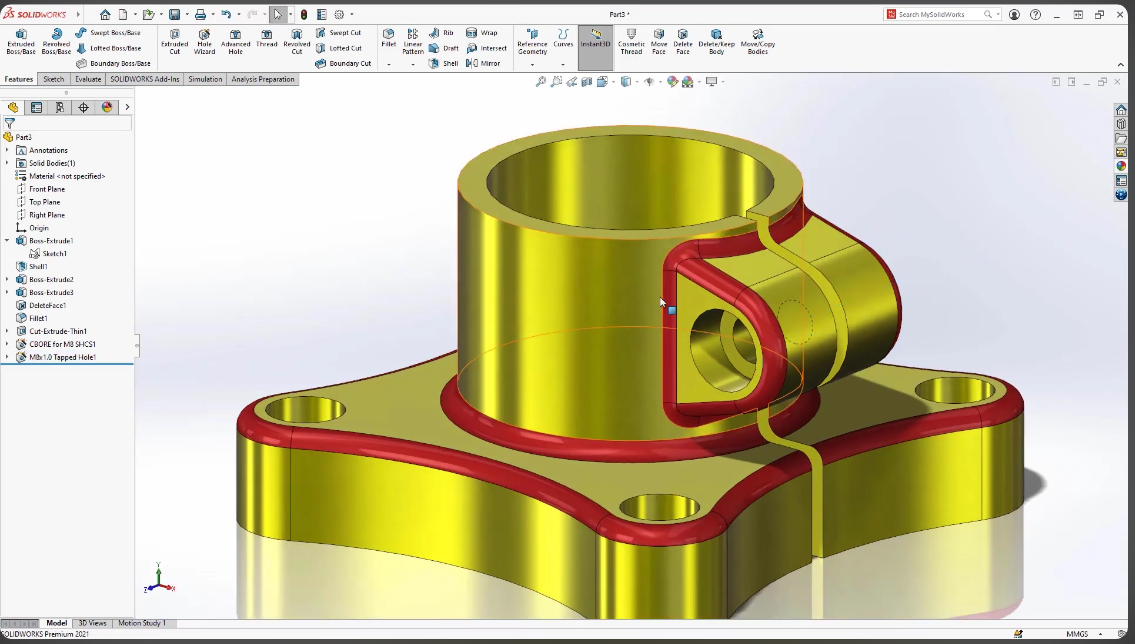 SOLIDWORKS
Part3 *
Search MySolidWorks
Extruded Boss/Base
Revolved Boss/Base
Swept Boss/Base
Lofted Boss/Base
Boundary Boss/Base
Extruded Cut
Hole Wizard
Advanced Hole
Thread
Revolved Cut
Swept Cut
Lofted Cut
Boundary Cut
Fillet
Linear Pattern
Rib
Draft
Shell
Wrap
Intersect
Mirror
Reference Geometry
Curves
Instant3D
Cosmetic Thread
Move Face
Delete Face
Delete/Keep Body
Move/Copy Bodies
Features
Sketch
Evaluate
SOLIDWORKS Add-Ins
Simulation
Analysis Preparation
Part3
Annotations
Solid Bodies(1)
Material <not specified>
Front Plane
Top Plane
Right Plane
Origin
Boss-Extrude1
Sketch1
Shell1
Boss-Extrude2
Boss-Extrude3
DeleteFace1
Fillet1
Cut-Extrude-Thin1
CBORE for M8 SHCS1
M8x1.0 Tapped Hole1
Y
Z
X
Model
3D Views
Motion Study 1
SOLIDWORKS Premium 2021
MMGS